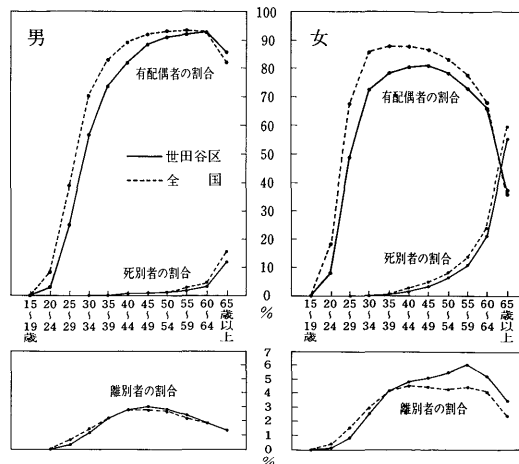 男
100
90
80
70
60
50
40
30
20
10
0
%
有配偶者の割合
世田谷区
全国
死別者の割合
15〜19歳
20〜24
25〜29
30〜34
35〜39
40〜44
45〜49
50〜54
55〜59
60〜64
65歳以上
女
有配偶者の割合
死別者の割合
15〜19歳
20〜24
25〜29
30〜34
35〜39
40〜44
45〜49
50〜54
55〜59
60〜64
65歳以上
離別者の割合
7
6
5
4
3
2
1
0
%
離別者の割合